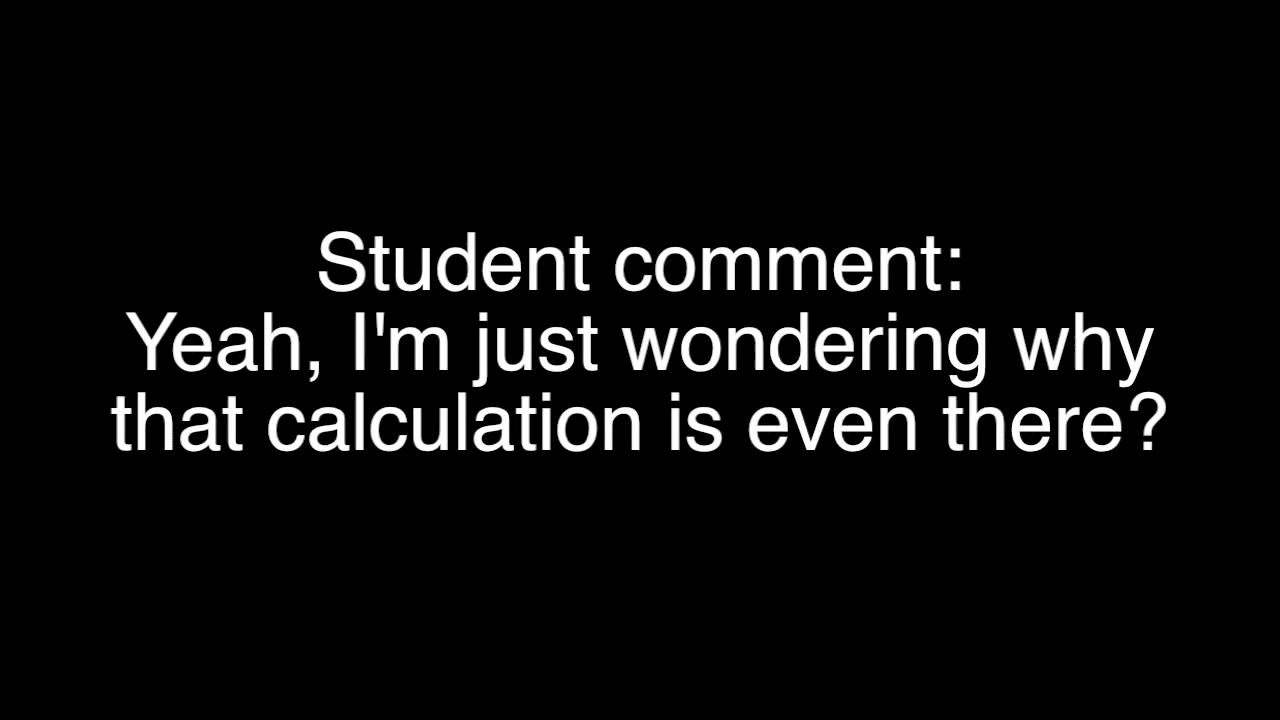 Student comment:
Yeah, I'm just wondering why
that calculation is even there?